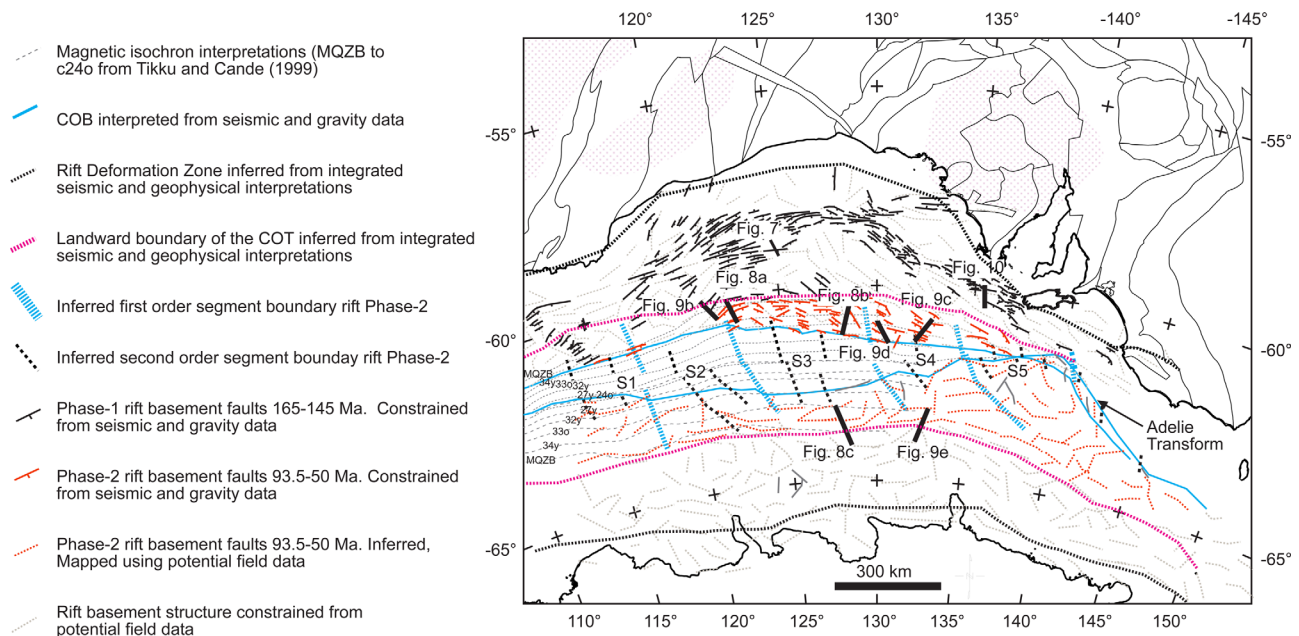 Magnetic isochron interpretations (MQZB to
c24o from Tikku and Cande (1999)
COB interpreted from seismic and gravity data
Rift Deformation Zone inferred from integrated
seismic and geophysical interpretations
Landward boundary of the COT inferred from integrated
seismic and geophysical interpretations
Inferred first order segment boundary rift Phase-2
Inferred second order segment bounday rift Phase-2
Phase-1 rift basement faults 165-145 Ma.  Constrained
from seismic and gravity data
Phase-2 rift basement faults 93.5-50 Ma. Constrained
from seismic and gravity data
Phase-2 rift basement faults 93.5-50 Ma. Inferred,
Mapped using potential field data
Rift basement structure constrained from
potential field data
120° 125° 130° 135° -140° -145°
-55° -55°
Fig. 7
Fig. 10
Fig. 8a
Fig. 9b Fig. 8b Fig. 9c
-60° -60°
Fig. 9d
S1 S2 S3 S4 S5
MQZB
34y 33o 32y
27y 24o
27y
32y
33o
34y
MQZB
Adelie
Transform
Fig. 8c Fig. 9e
-65° -65°
300 km
N
110° 115° 120° 125° 130° 135° 140° 145° 150°